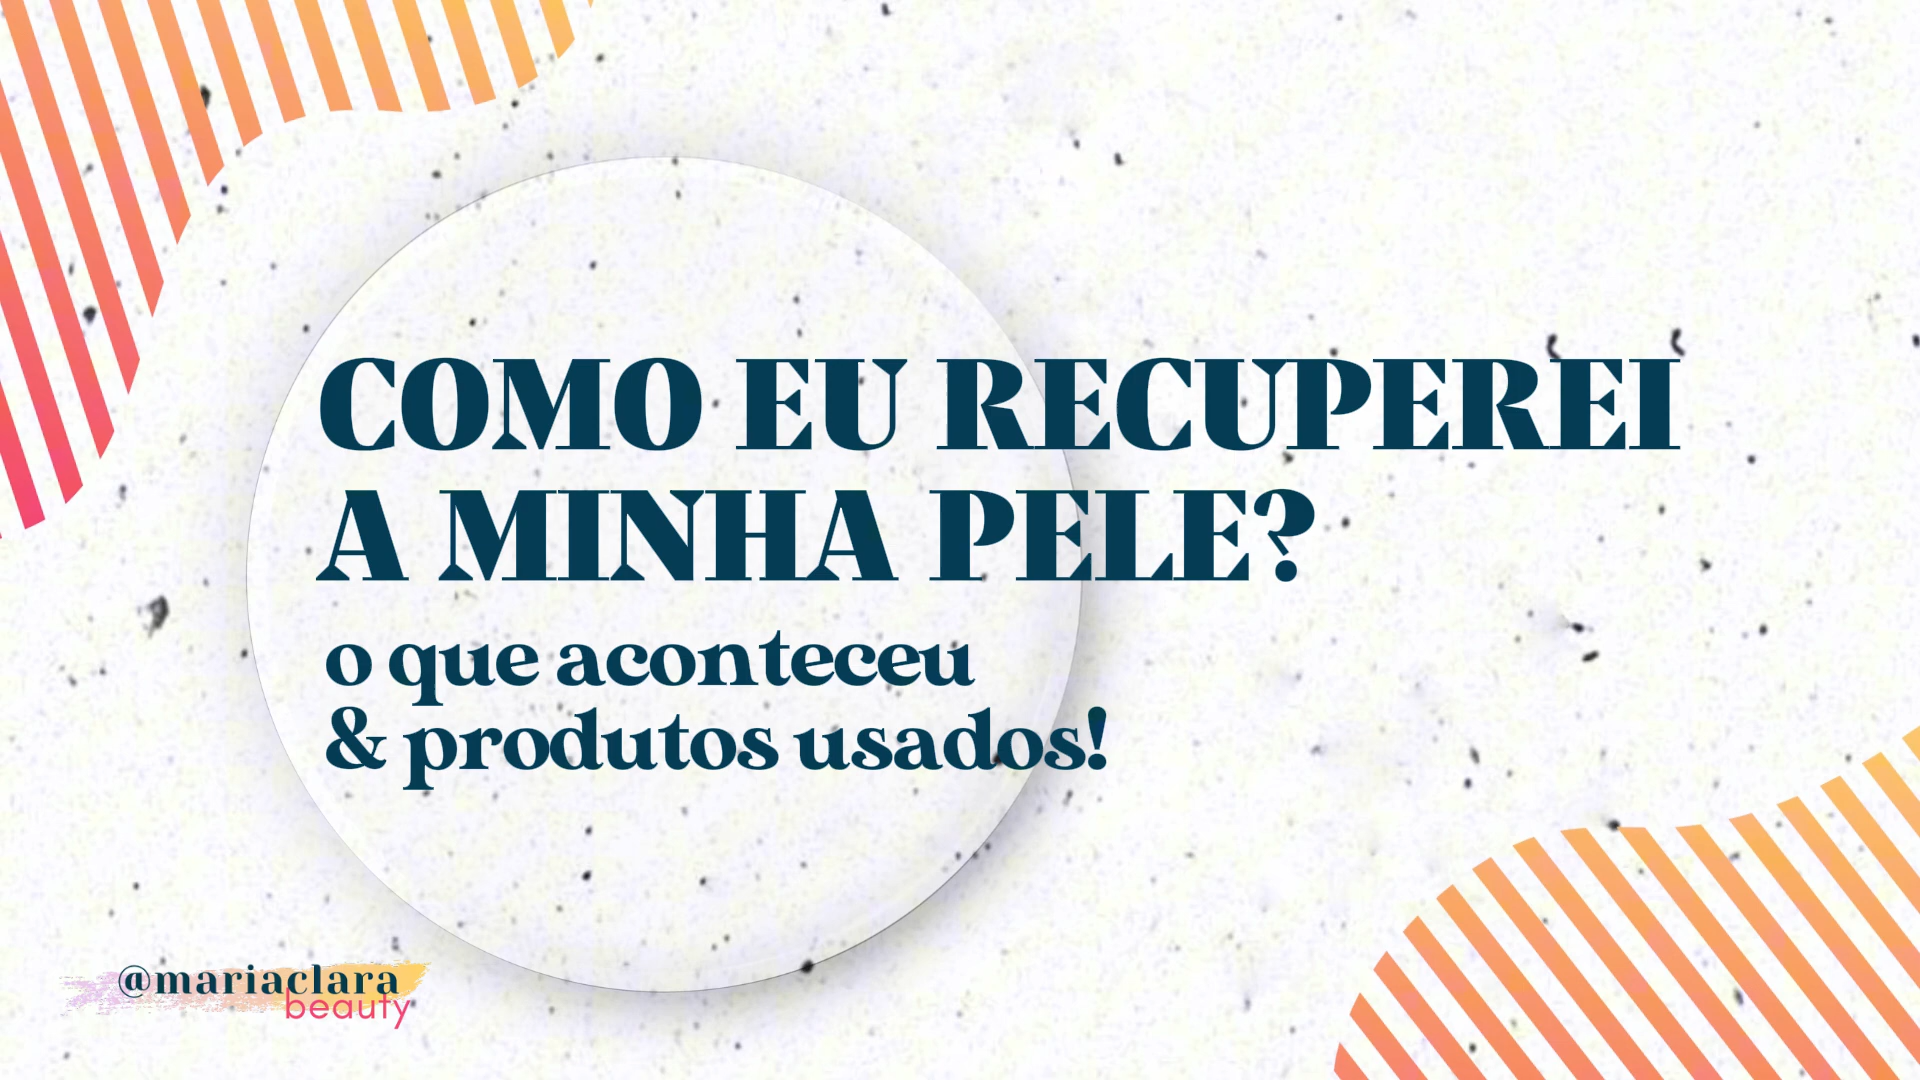 COMO EU RECUPEREI
A MINHA PELE?
o que aconteceu
& produtos usados!
@mariaclara
beauty